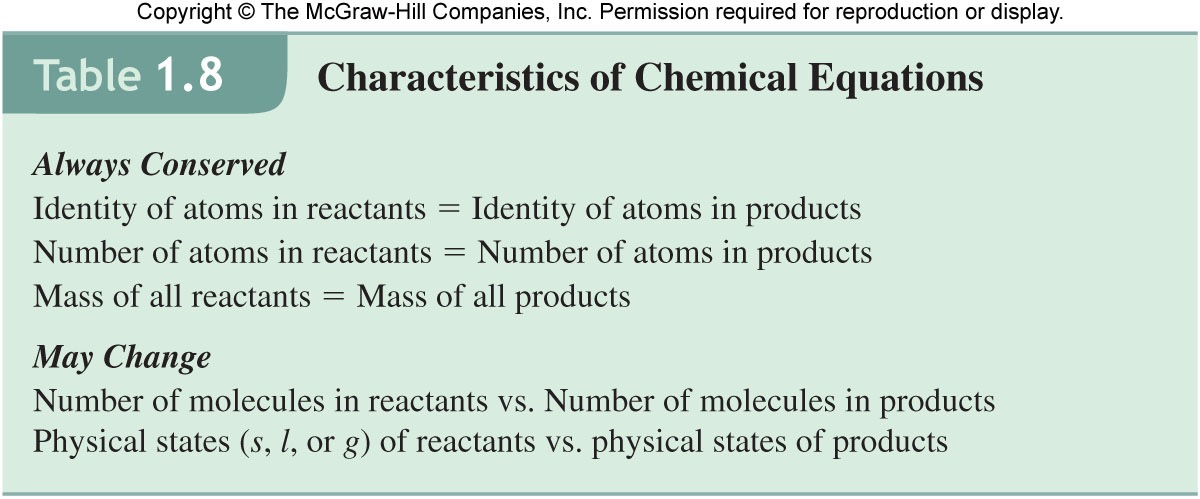 Copyright © The McGraw-Hill Companies, Inc. Permission required for reproduction or display.
Table 1.8
Characteristics of Chemical Equations
Always Conserved
Identity of atoms in reactants = Identity of atoms in products
Number of atoms in reactants = Number of atoms in products
Mass of all reactants = Mass of all products
May Change
Number of molecules in reactants vs. Number of molecules in products
Physical states (s, l, or g) of reactants vs. physical states of products